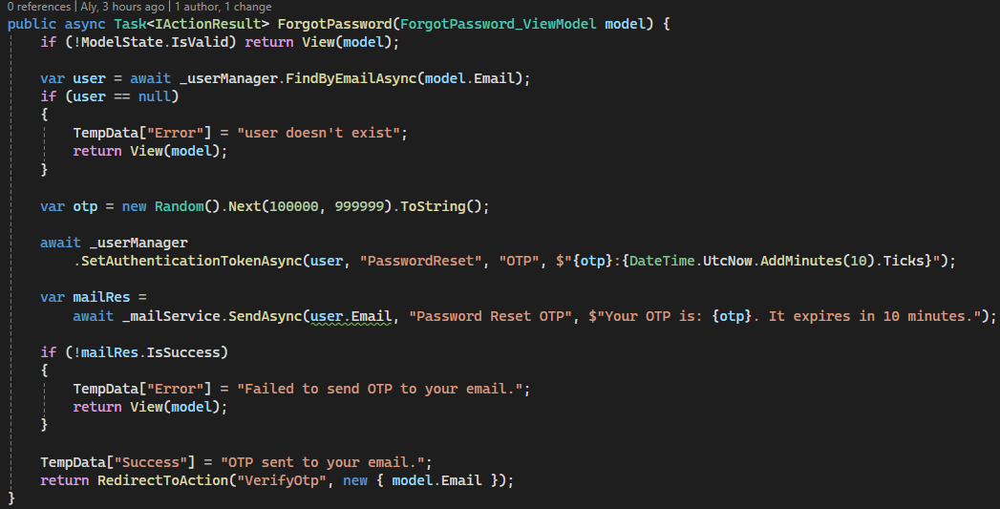 0 references | Aly, 3 hours ago | 1 author, 1 change
public async Task<IActionResult> ForgotPassword(ForgotPassword_ViewModel model) {
    if (!ModelState.IsValid) return View(model);

    var user = await _userManager.FindByEmailAsync(model.Email);
    if (user == null)
    {
        TempData["Error"] = "user doesn't exist";
        return View(model);
    }

    var otp = new Random().Next(100000, 999999).ToString();

    await _userManager
        .SetAuthenticationTokenAsync(user, "PasswordReset", "OTP", $"{otp}:{DateTime.UtcNow.AddMinutes(10).Ticks}");

    var mailRes =
        await _mailService.SendAsync(user.Email, "Password Reset OTP", $"Your OTP is: {otp}. It expires in 10 minutes.");

    if (!mailRes.IsSuccess)
    {
        TempData["Error"] = "Failed to send OTP to your email.";
        return View(model);
    }

    TempData["Success"] = "OTP sent to your email.";
    return RedirectToAction("VerifyOtp", new { model.Email });
}